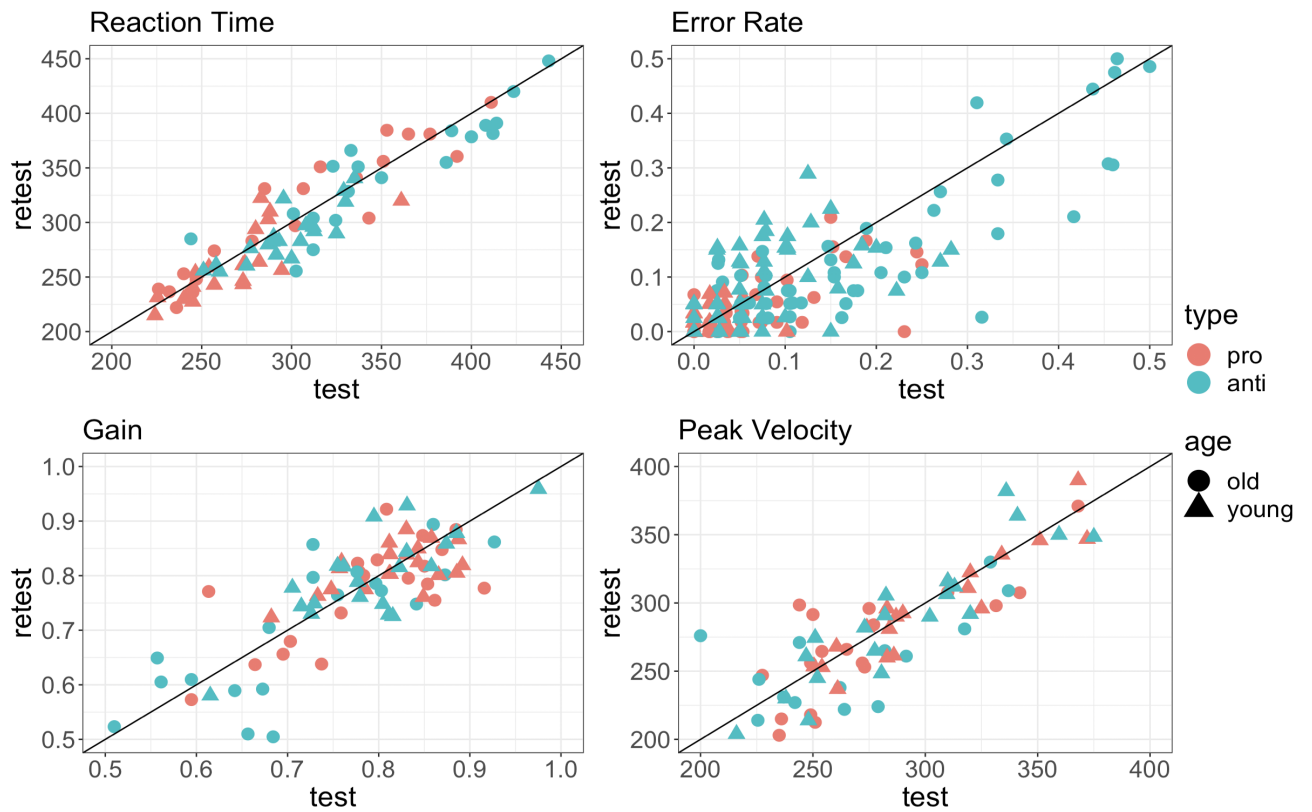 Reaction Time
450
400
350
300
250
200
retest
200 250 300 350 400 450
test
Error Rate
0.5
0.4
0.3
0.2
0.1
0.0
retest
0.0 0.1 0.2 0.3 0.4 0.5
test
Gain
1.0
0.9
0.8
0.7
0.6
0.5
retest
0.5 0.6 0.7 0.8 0.9 1.0
test
Peak Velocity
400
350
300
250
200
retest
200 250 300 350 400
test
type
pro
anti
age
old
young